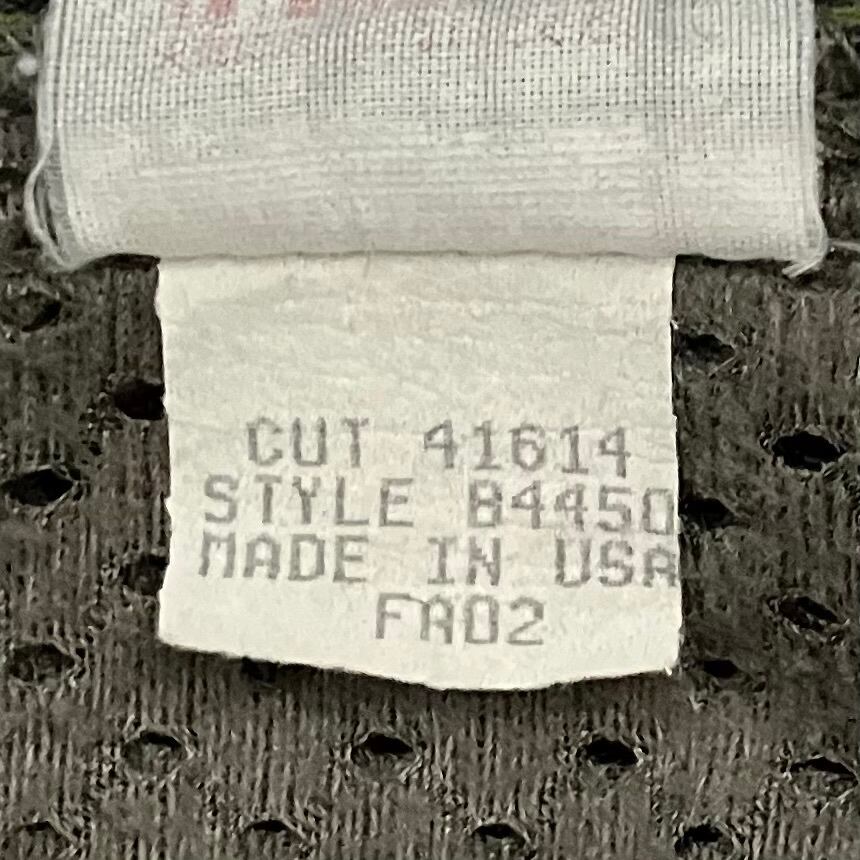 CUT 41614
STYLE B4450
MADE IN USA
FA02